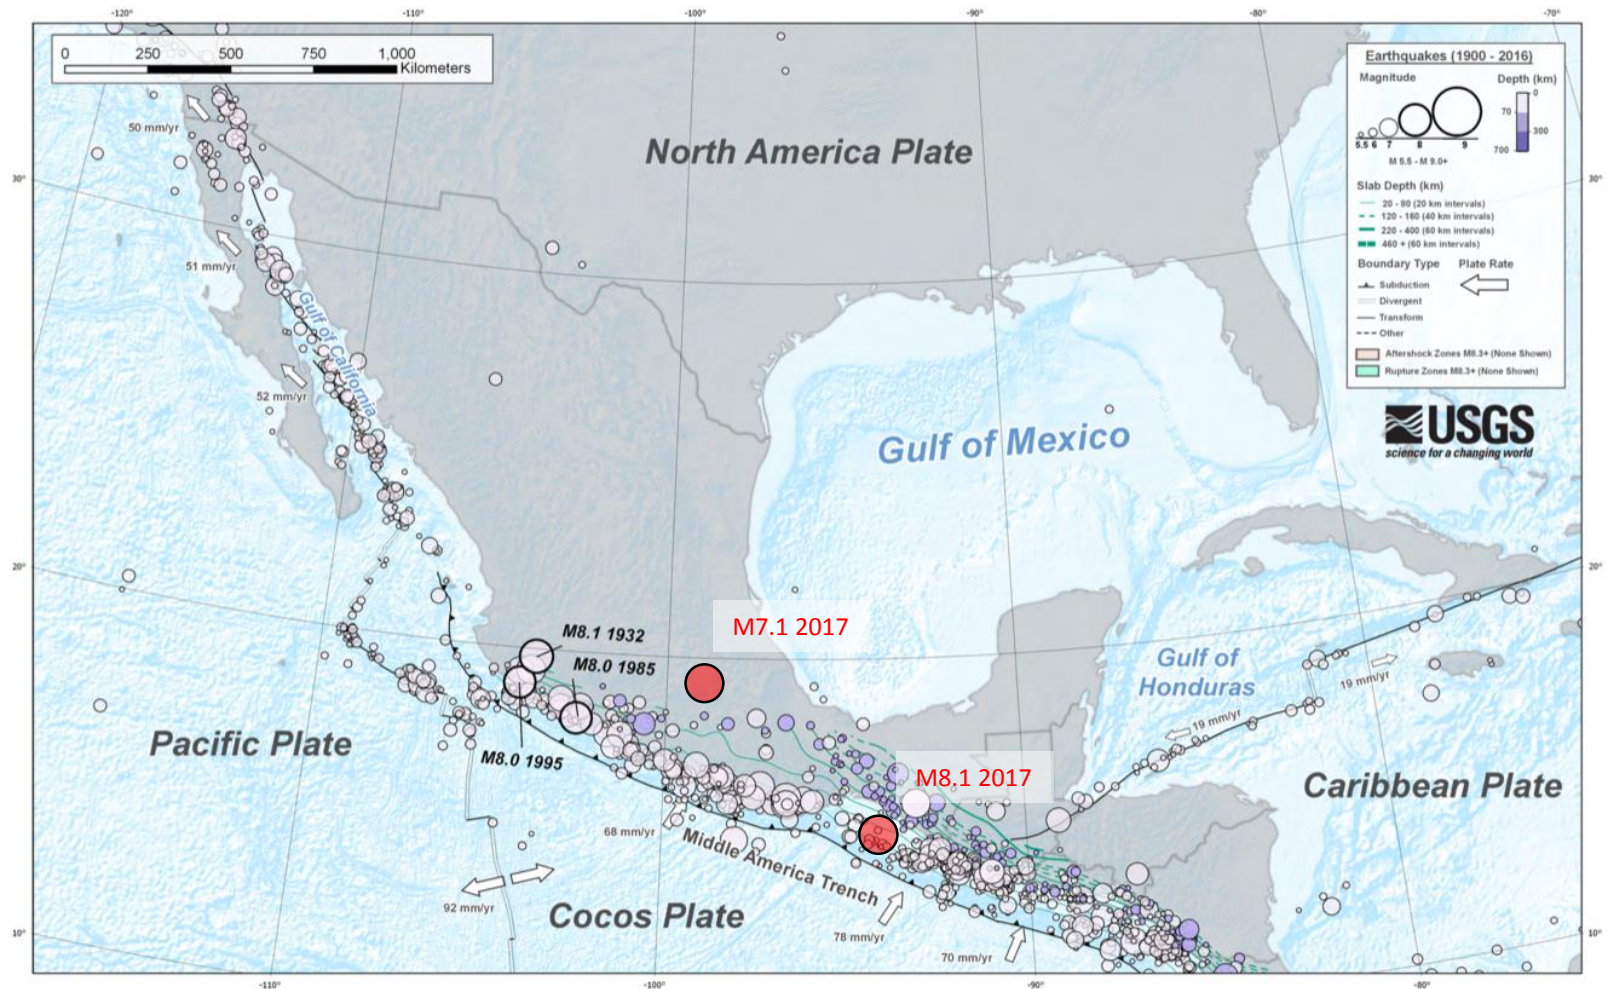 -120°
-110°
-100°
-90°
-80°
-70°
0 250 500 750 1,000
Kilometers
Earthquakes (1900 - 2016)
Magnitude
Depth (km)
0
70
300
700
5.5 6 7 8 9
M 5.5 - M 9.0+
Slab Depth (km)
20 - 80 (20 km intervals)
120 - 160 (40 km intervals)
220 - 400 (60 km intervals)
460 + (60 km intervals)
Boundary Type
Plate Rate
Subduction
Divergent
Transform
Other
Aftershock Zones M8.3+ (None Shown)
Rupture Zones M8.3+ (None Shown)
USGS
science for a changing world
50 mm/yr
North America Plate
30°
30°
51 mm/yr
Gulf of California
52 mm/yr
Gulf of Mexico
20°
20°
M8.1 1932
M7.1 2017
M8.0 1985
Gulf of
Honduras
19 mm/yr
19 mm/yr
Pacific Plate
M8.0 1995
M8.1 2017
Caribbean Plate
68 mm/yr
Middle America Trench
92 mm/yr
Cocos Plate
78 mm/yr
70 mm/yr
10°
10°
-110°
-100°
-90°
-80°